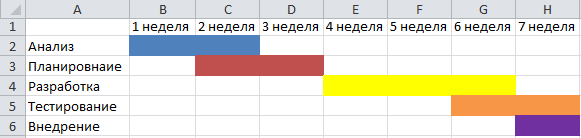 A B C D E F G H
1 1 неделя 2 неделя 3 неделя 4 неделя 5 неделя 6 неделя 7 неделя
2 Анализ
3 Планировнаие
4 Разработка
5 Тестирование
6 Внедрение